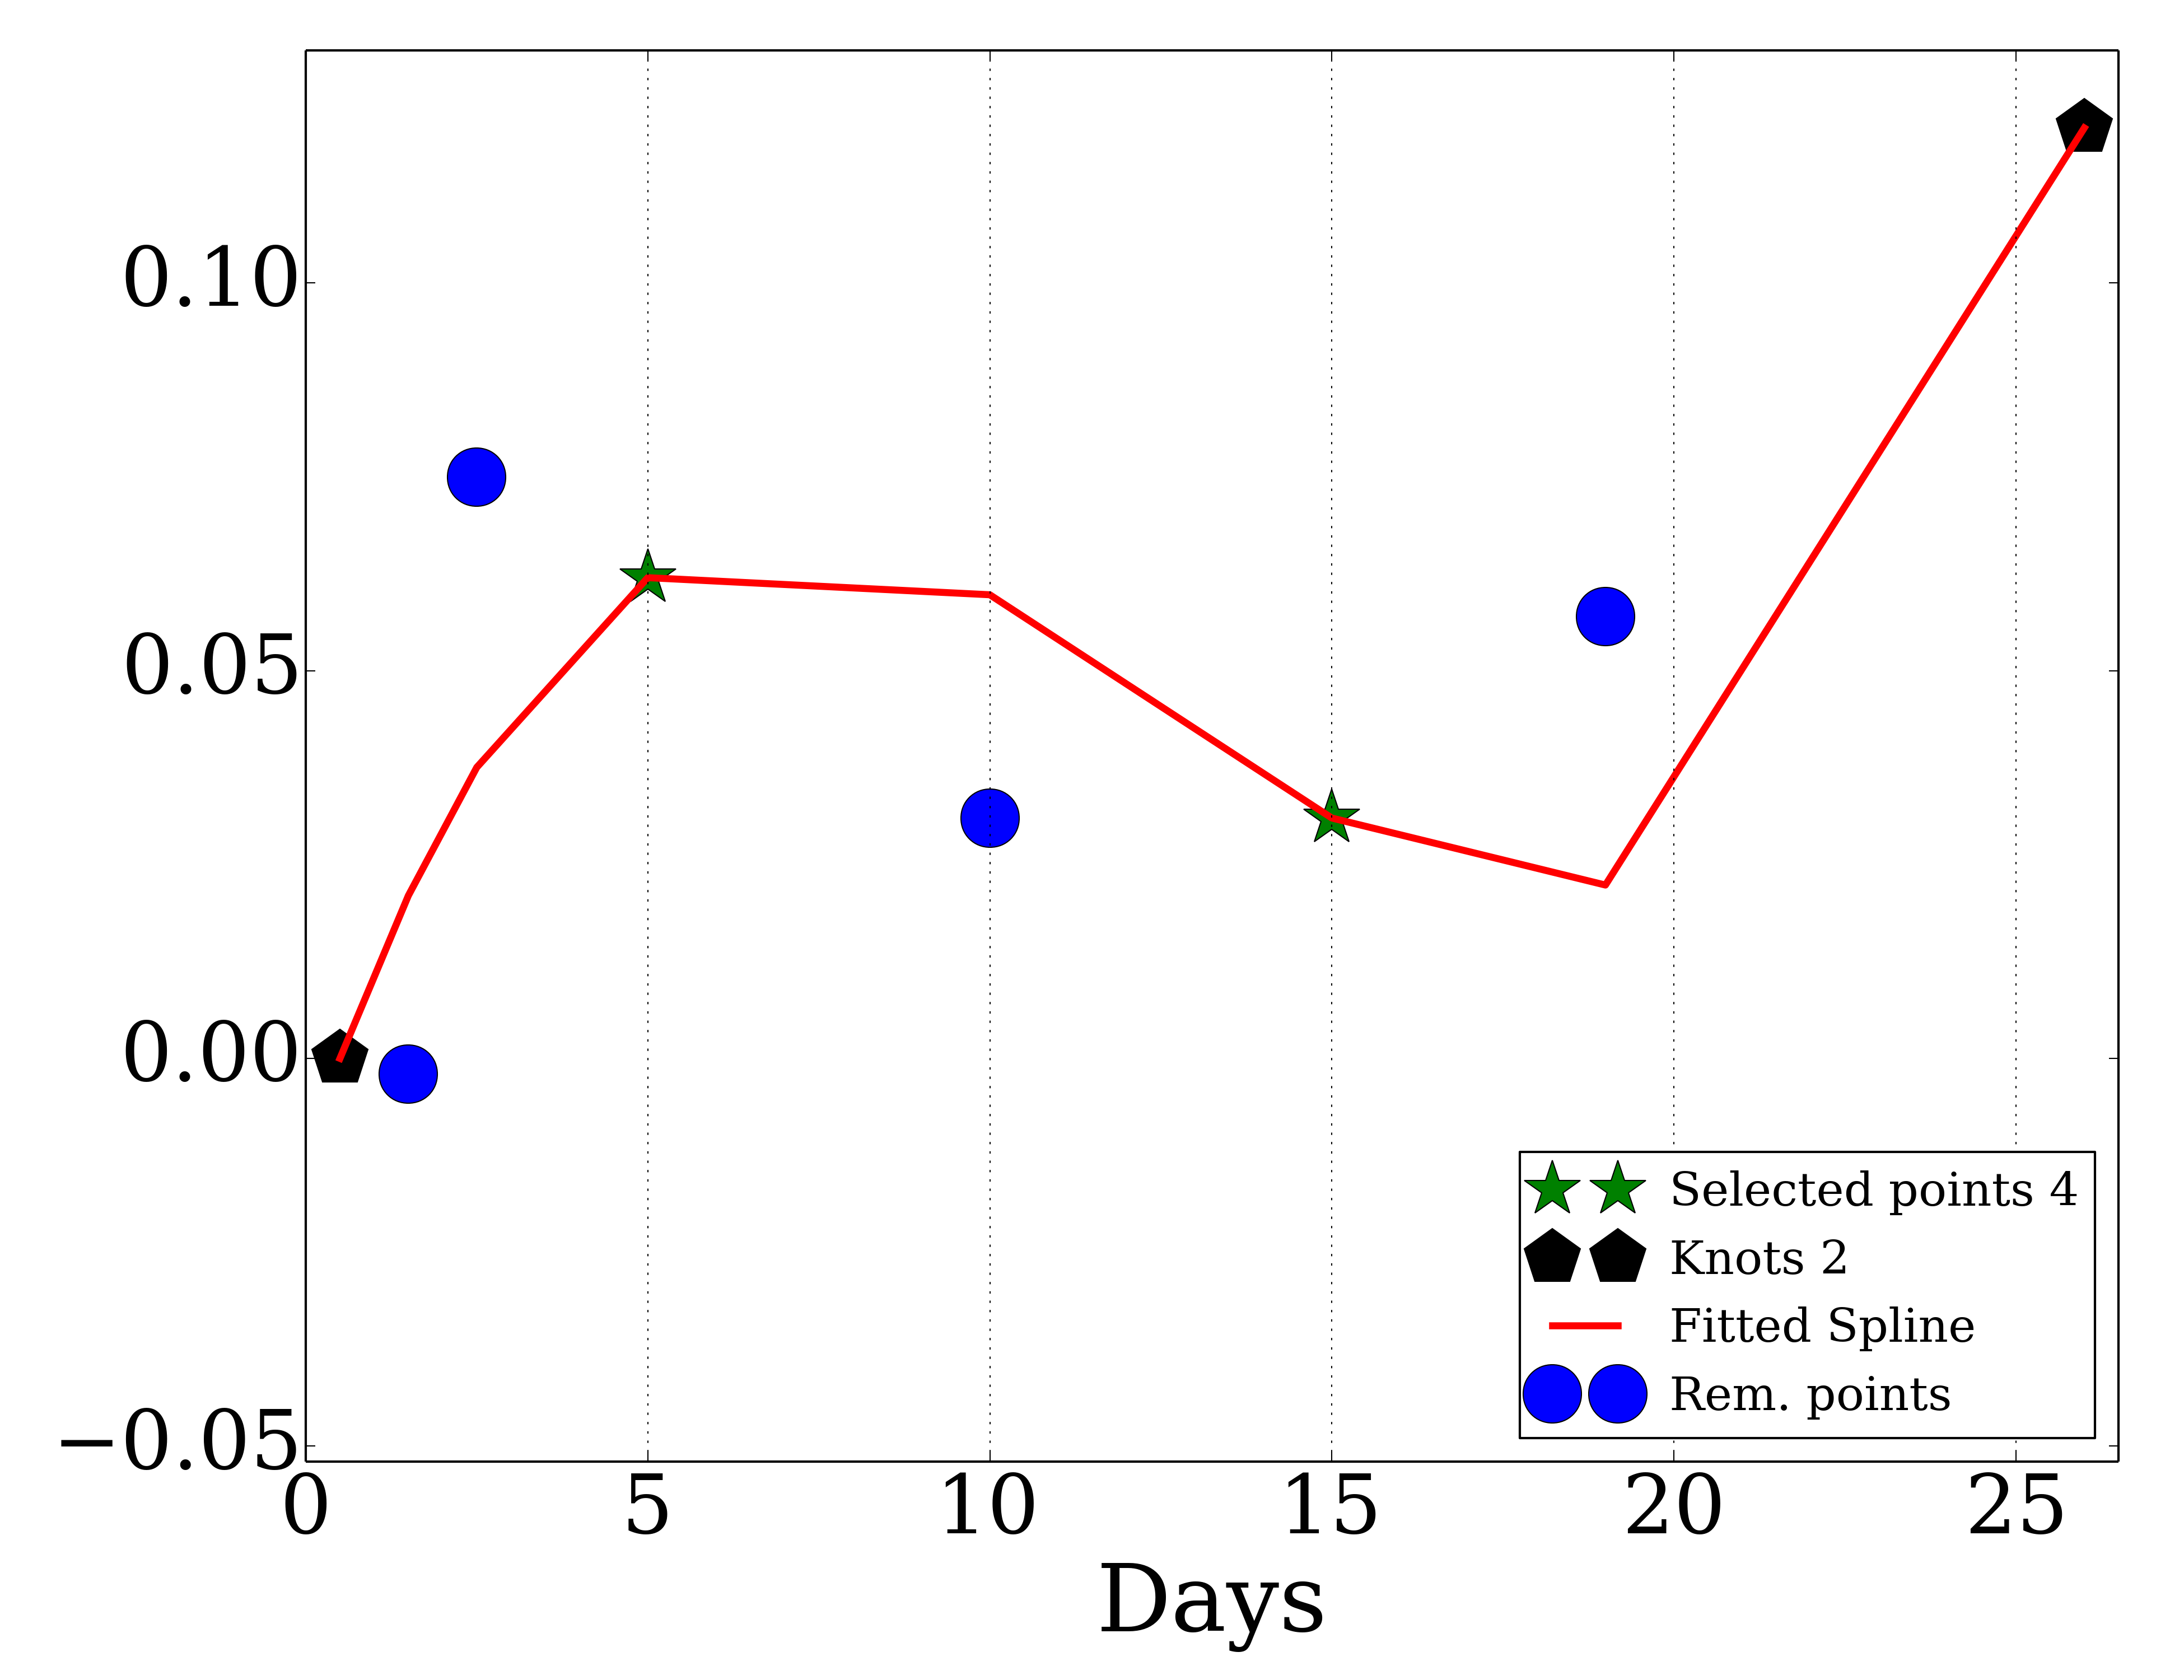 0.10
0.05
0.00
−0.05
0 5 10 15 20 25
Days
Selected points 4
Knots 2
Fitted Spline
Rem. points